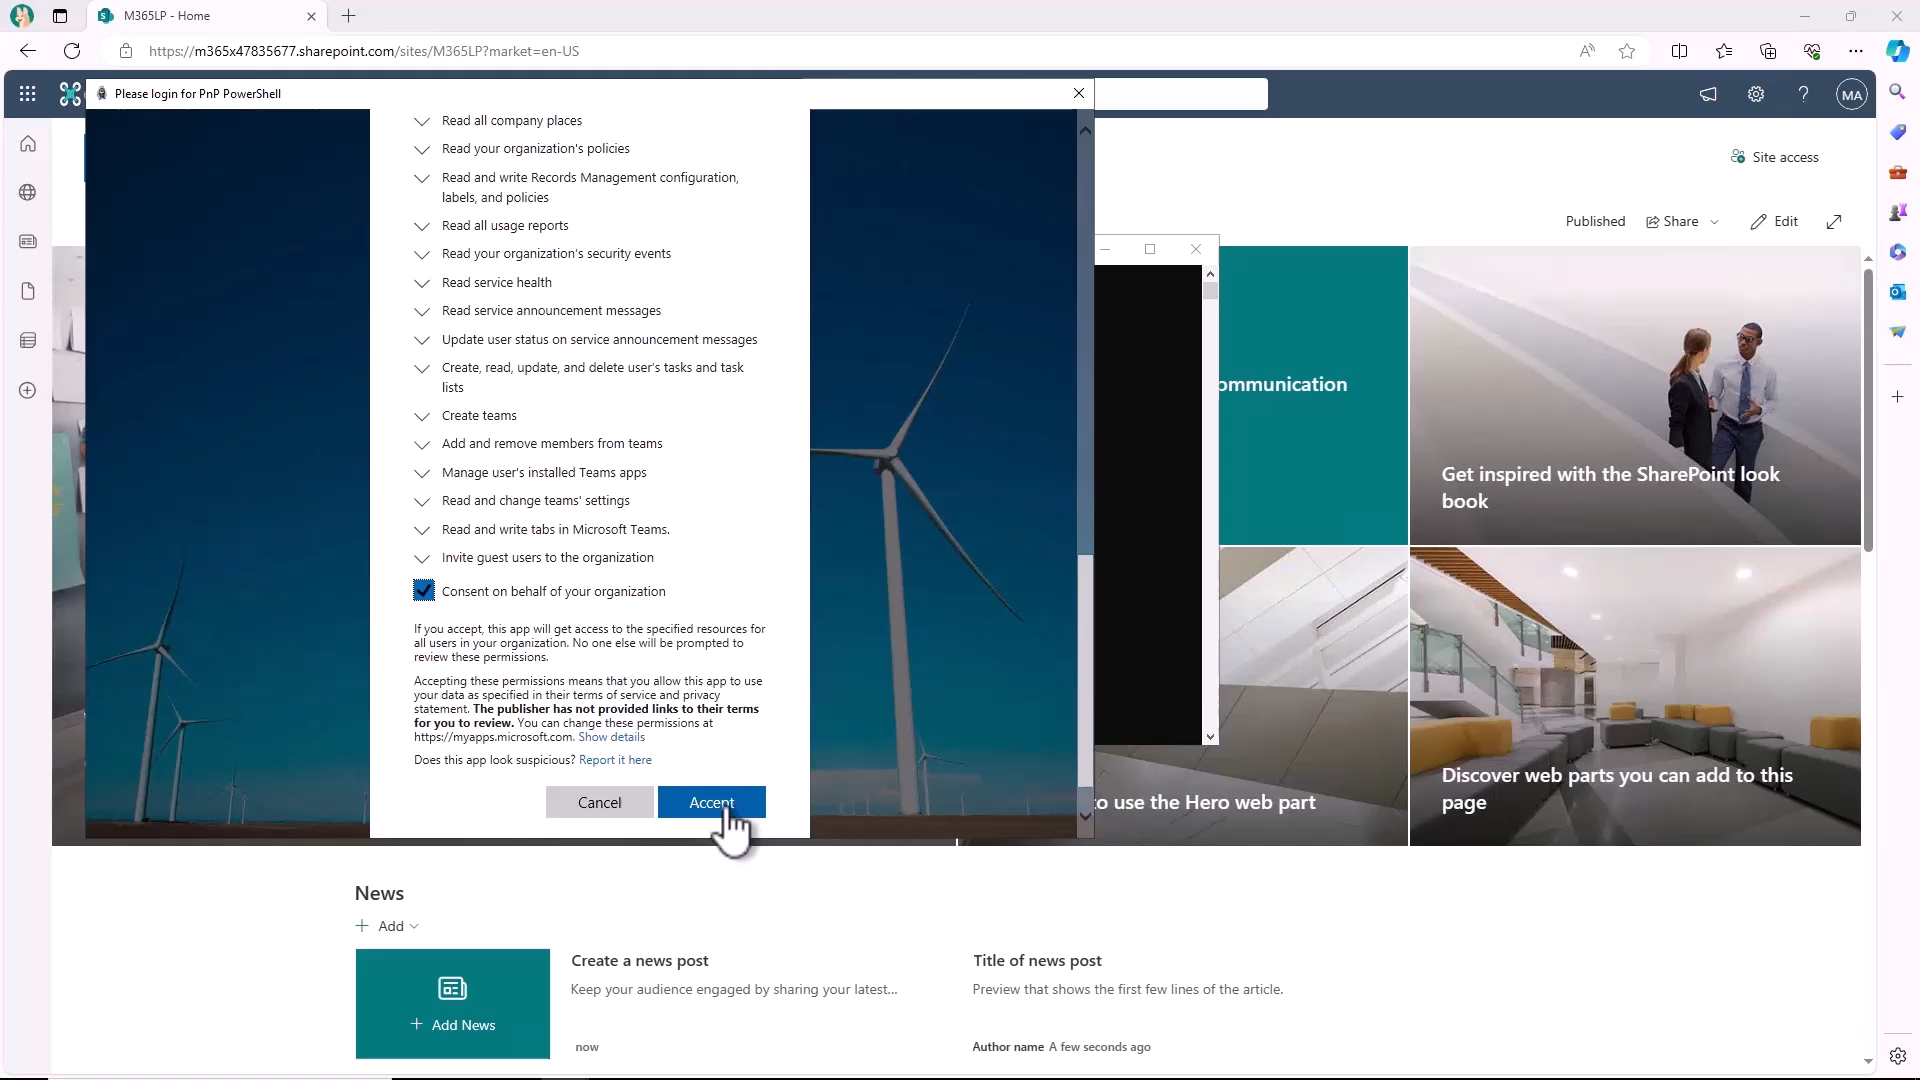 M365LP - Home
https://m365x47835677.sharepoint.com/sites/M365LP?market=en-US
Please login for PnP PowerShell
MA
Site access
Published
Share
Edit
Read all company places
Read your organization's policies
Read and write Records Management configuration,
labels, and policies
Read all usage reports
Read your organization's security events
Read service health
Read service announcement messages
Update user status on service announcement messages
Create, read, update, and delete user's tasks and task
lists
Create teams
Add and remove members from teams
Manage user's installed Teams apps
Read and change teams' settings
Read and write tabs in Microsoft Teams.
Invite guest users to the organization
Consent on behalf of your organization
If you accept, this app will get access to the specified resources for
all users in your organization. No one else will be prompted to
review these permissions.
Accepting these permissions means that you allow this app to use
your data as specified in their terms of service and privacy
statement. The publisher has not provided links to their terms
for you to review. You can change these permissions at
https://myapps.microsoft.com. Show details
Does this app look suspicious? Report it here
Cancel
Accept
ommunication
Get inspired with the SharePoint look
book
to use the Hero web part
Discover web parts you can add to this
page
News
+ Add
+ Add News
Create a news post
Keep your audience engaged by sharing your latest...
now
Title of news post
Preview that shows the first few lines of the article.
Author name A few seconds ago